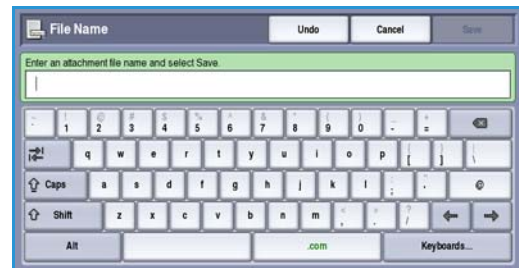 File Name Undo Cancel Save
Enter an attachment file name and select Save.
~ ! @ # $ % ^ & * ( ) _ +
` 1 2 3 4 5 6 7 8 9 0 - =
q w e r t y u i o p { [ } ] | \
Caps a s d f g h j k l : ; " ' @
Shift z x c v b n m < , > . ? /
Alt .com Keyboards...